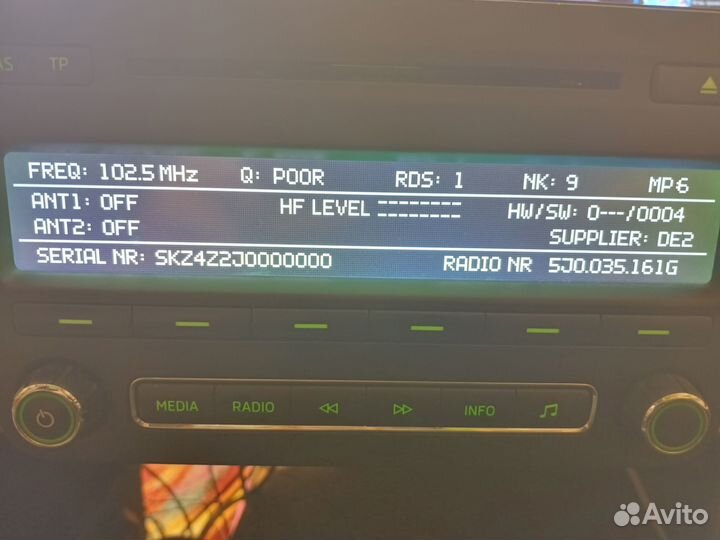 AS TP
FREQ: 102.5 MHz Q: POOR RDS: 1 NK: 9 MP6
ANT1: OFF HF LEVEL -------- HW/SW: 0---/0004
ANT2: OFF SUPPLIER: DE2
SERIAL NR: SKZ4Z2J0000000 RADIO NR 5J0.035.161G
MEDIA RADIO INFO
Avito